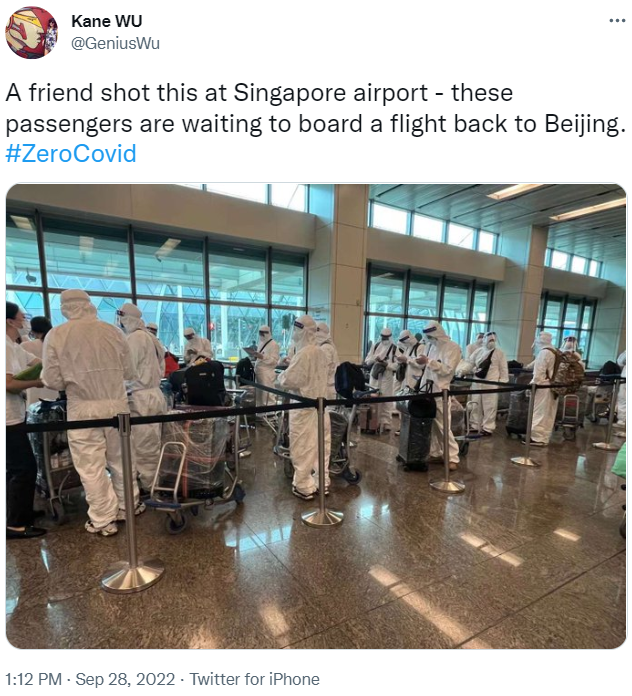 Kane WU
@GeniusWu
A friend shot this at Singapore airport - these
passengers are waiting to board a flight back to Beijing.
#ZeroCovid
1:12 PM · Sep 28, 2022 · Twitter for iPhone